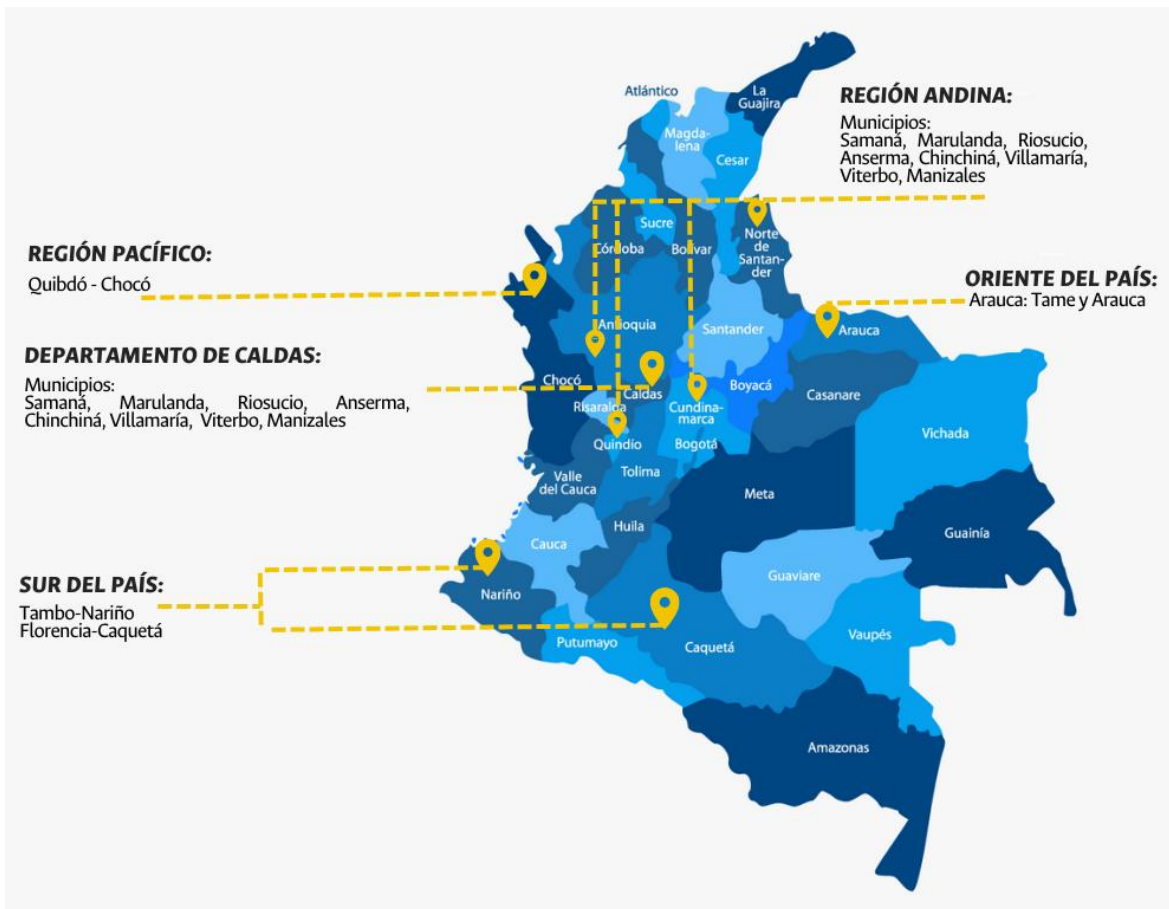 Atlántico
La
Guajira
Magda-
lena
Cesar
REGIÓN ANDINA:
Municipios:
Samaná, Marulanda, Riosucio,
Anserma, Chinchiná, Villamaría,
Viterbo, Manizales
Sucre
Córdoba
Bolívar
Norte
de
Santan-
der
REGIÓN PACÍFICO:
Quibdó - Chocó
ORIENTE DEL PAÍS:
Arauca: Tame y Arauca
Antioquia
Santander
Arauca
DEPARTAMENTO DE CALDAS:
Municipios:
Samaná, Marulanda, Riosucio, Anserma,
Chinchiná, Villamaría, Viterbo, Manizales
Chocó
Caldas
Boyacá
Casanare
Risaralda
Cundina-
marca
Quindío
Bogotá
Vichada
Tolima
Valle
del Cauca
Meta
Huila
Guainía
Cauca
Guaviare
SUR DEL PAÍS:
Tambo-Nariño
Florencia-Caquetá
Nariño
Putumayo
Caquetá
Vaupés
Amazonas